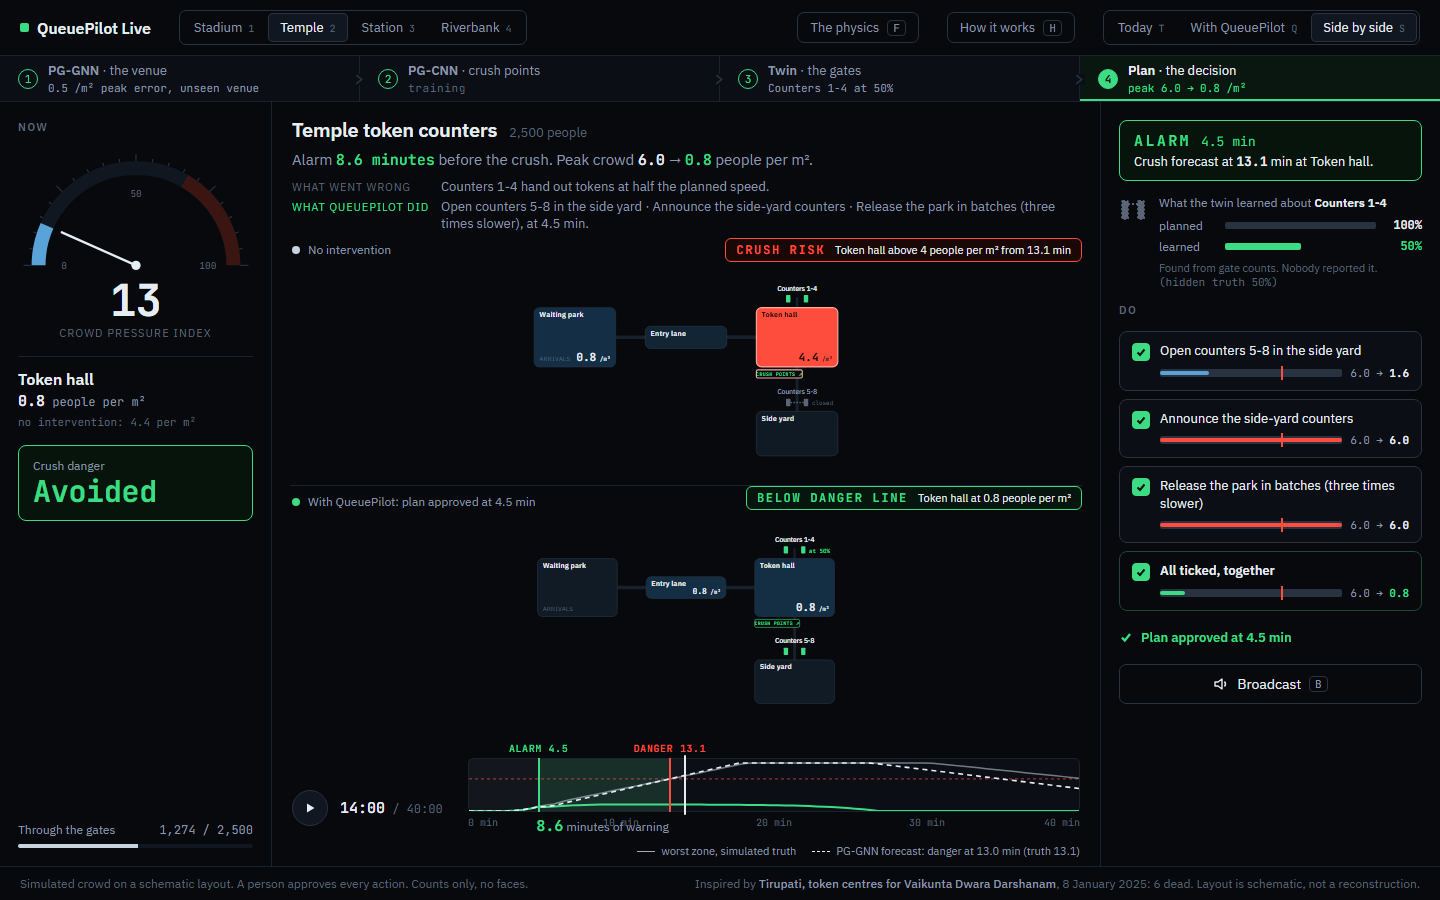 QueuePilot Live
Stadium 1
Temple 2
Station 3
Riverbank 4
The physics F
How it works H
Today T
With QueuePilot Q
Side by side S
1 PG-GNN · the venue
0.5 /m² peak error, unseen venue
2 PG-CNN · crush points
training
3 Twin · the gates
Counters 1-4 at 50%
4 Plan · the decision
peak 6.0 → 0.8 /m²
NOW
50
0
100
13
CROWD PRESSURE INDEX
Token hall
0.8 people per m²
no intervention: 4.4 per m²
Crush danger
Avoided
Through the gates 1,274 / 2,500
Temple token counters 2,500 people
Alarm 8.6 minutes before the crush. Peak crowd 6.0 → 0.8 people per m².
WHAT WENT WRONG Counters 1-4 hand out tokens at half the planned speed.
WHAT QUEUEPILOT DID Open counters 5-8 in the side yard · Announce the side-yard counters · Release the park in batches (three
times slower), at 4.5 min.
No intervention
CRUSH RISK Token hall above 4 people per m² from 13.1 min
Counters 1-4
Waiting park
ARRIVALS 0.8 /m²
Entry lane
Token hall
4.4 /m²
CRUSH POINTS ↗
Counters 5-8
closed
Side yard
With QueuePilot: plan approved at 4.5 min
BELOW DANGER LINE Token hall at 0.8 people per m²
Counters 1-4
at 50%
Waiting park
ARRIVALS
Entry lane
0.8 /m²
Token hall
0.8 /m²
CRUSH POINTS ↗
Counters 5-8
Side yard
ALARM 4.5
DANGER 13.1
14:00 / 40:00
0 min
10 min
20 min
30 min
40 min
8.6 minutes of warning
worst zone, simulated truth
PG-GNN forecast: danger at 13.0 min (truth 13.1)
ALARM 4.5 min
Crush forecast at 13.1 min at Token hall.
What the twin learned about Counters 1-4
planned 100%
learned 50%
Found from gate counts. Nobody reported it.
(hidden truth 50%)
DO
Open counters 5-8 in the side yard
6.0 → 1.6
Announce the side-yard counters
6.0 → 6.0
Release the park in batches (three times
slower)
6.0 → 6.0
All ticked, together
6.0 → 0.8
Plan approved at 4.5 min
Broadcast B
Simulated crowd on a schematic layout. A person approves every action. Counts only, no faces.
Inspired by Tirupati, token centres for Vaikunta Dwara Darshanam, 8 January 2025: 6 dead. Layout is schematic, not a reconstruction.